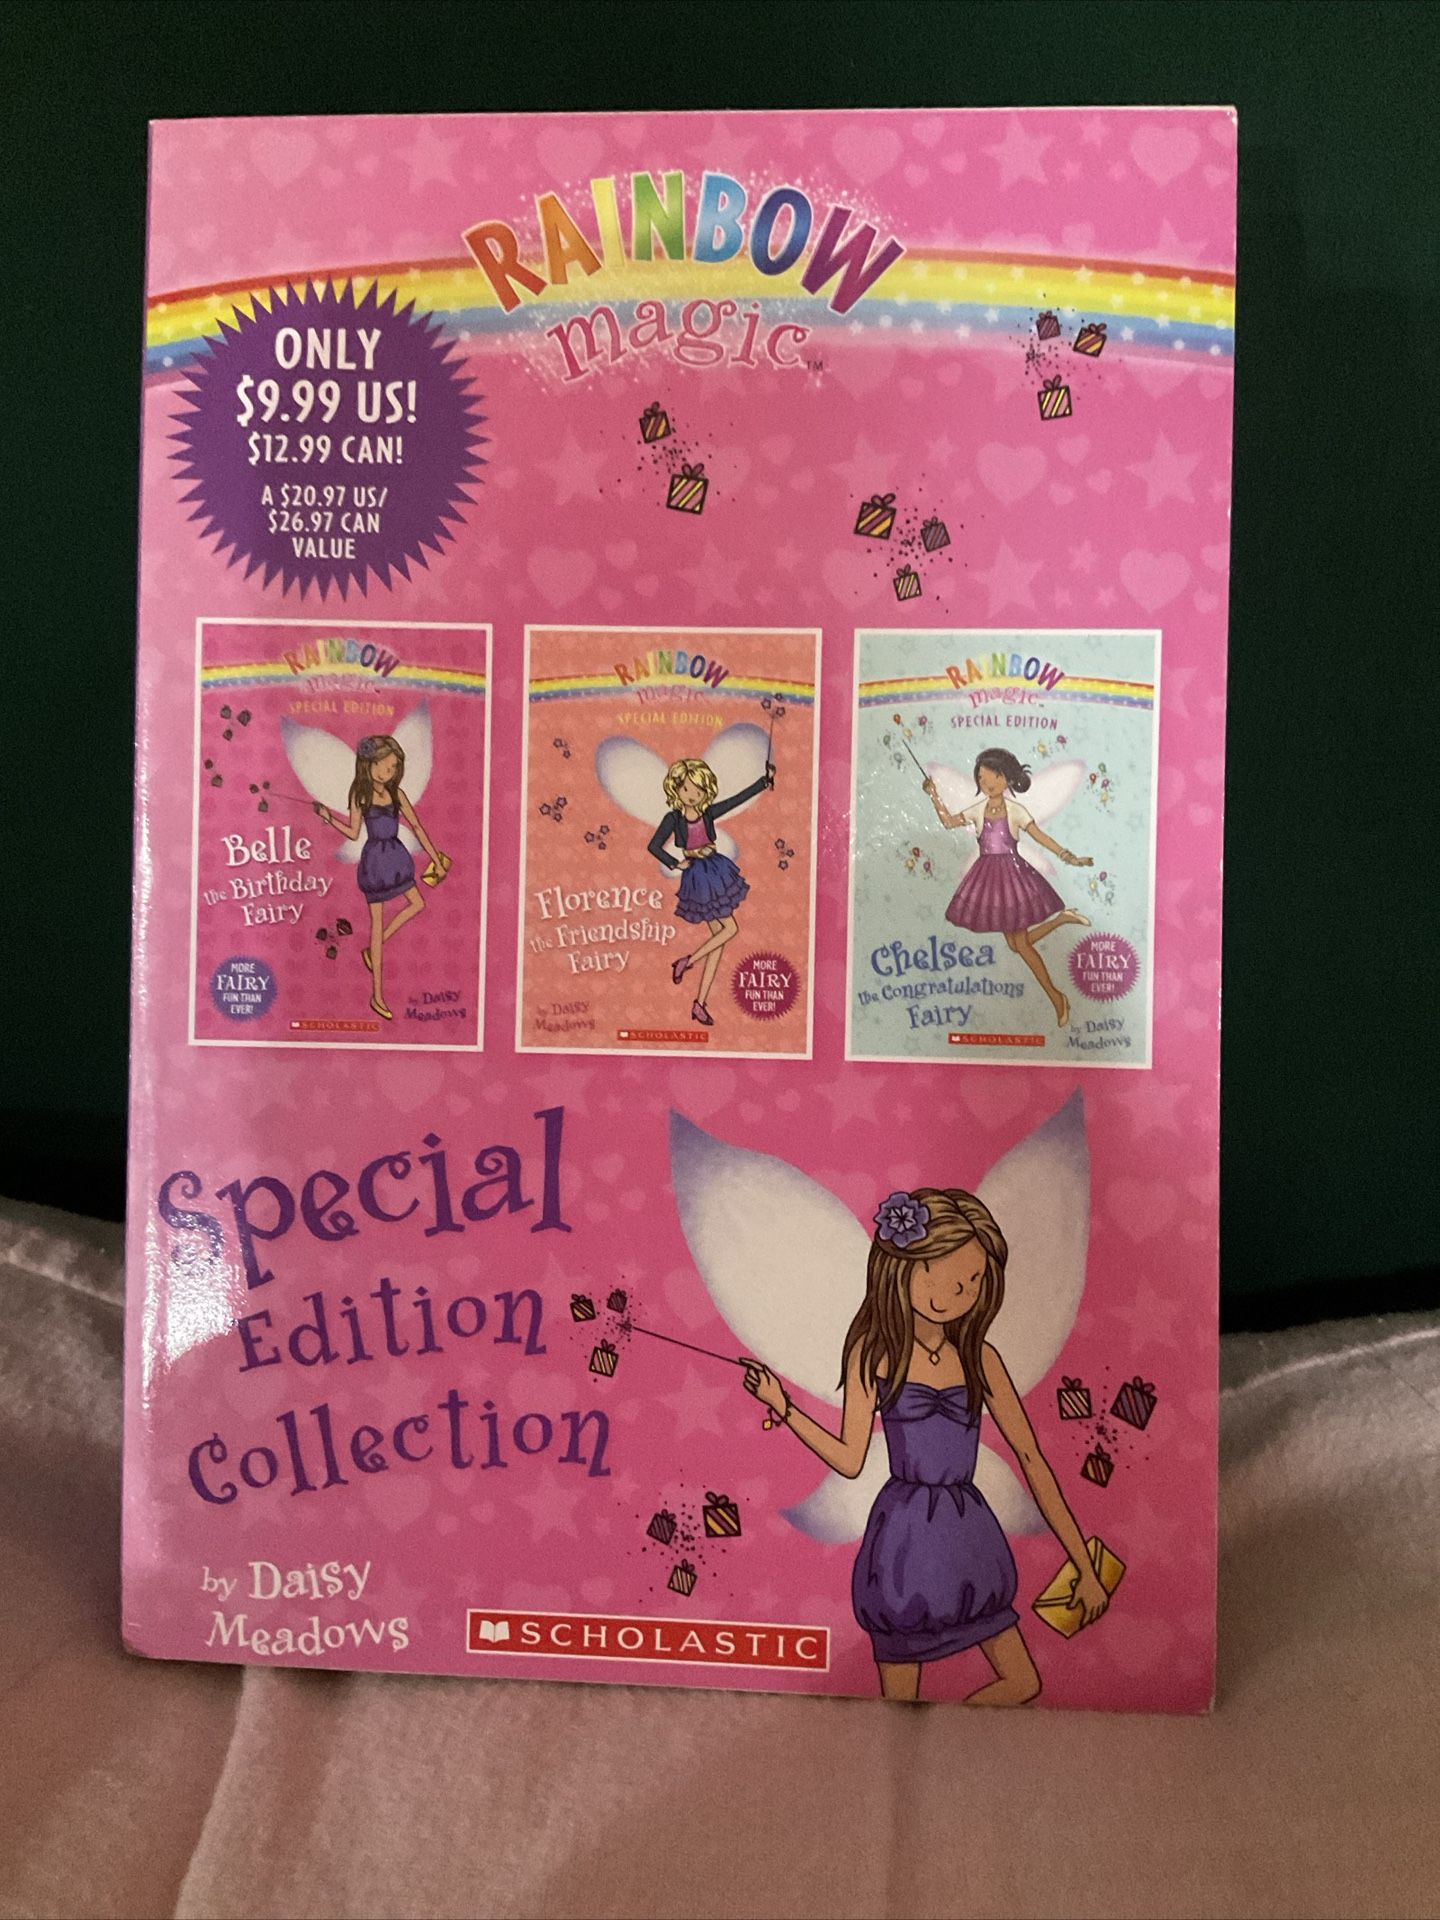 RAINBOW
magic™
ONLY
$9.99 US!
$12.99 CAN!
A $20.97 US/
$26.97 CAN
VALUE
RAINBOW
magic
SPECIAL EDITION
Belle
the Birthday
Fairy
MORE
FAIRY
FUN THAN
EVER!
by Daisy
Meadows
SCHOLASTIC
RAINBOW
magic
SPECIAL EDITION
Florence
the Friendship
Fairy
by Daisy
Meadows
MORE
FAIRY
FUN THAN
EVER!
SCHOLASTIC
RAINBOW
magic
SPECIAL EDITION
Chelsea
the Congratulations
Fairy
MORE
FAIRY
FUN THAN
EVER!
by Daisy
Meadows
SCHOLASTIC
Special
Edition
Collection
by Daisy
Meadows
SCHOLASTIC